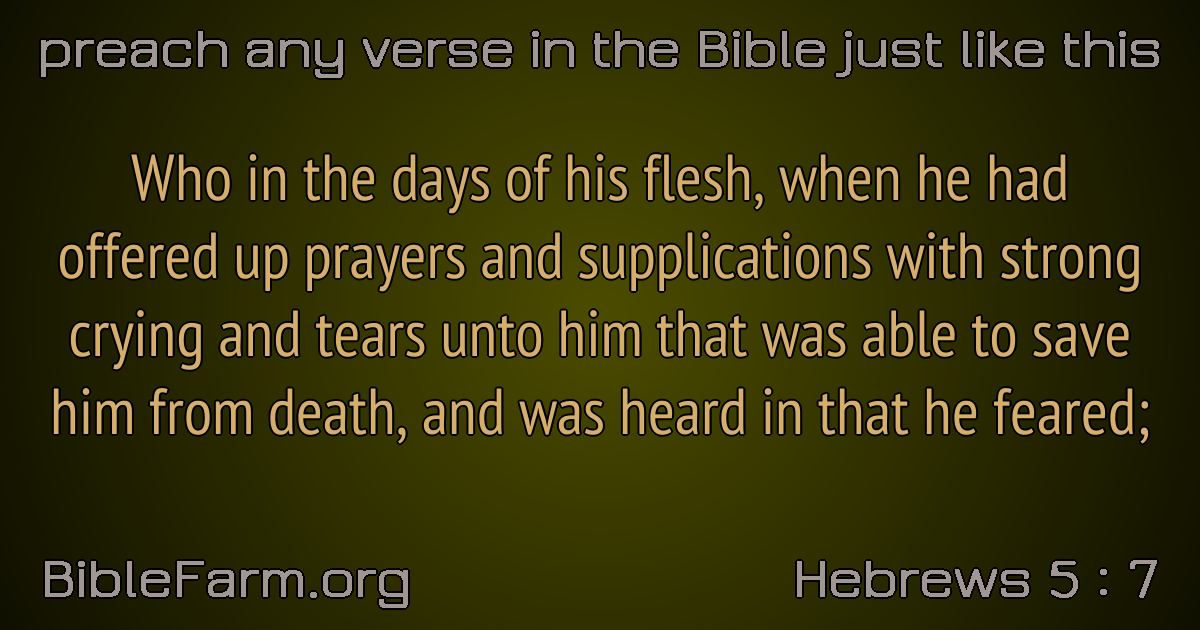 preach any verse in the Bible just like this
Who in the days of his flesh, when he had
offered up prayers and supplications with strong
crying and tears unto him that was able to save
him from death, and was heard in that he feared;
BibleFarm.org
Hebrews 5 : 7